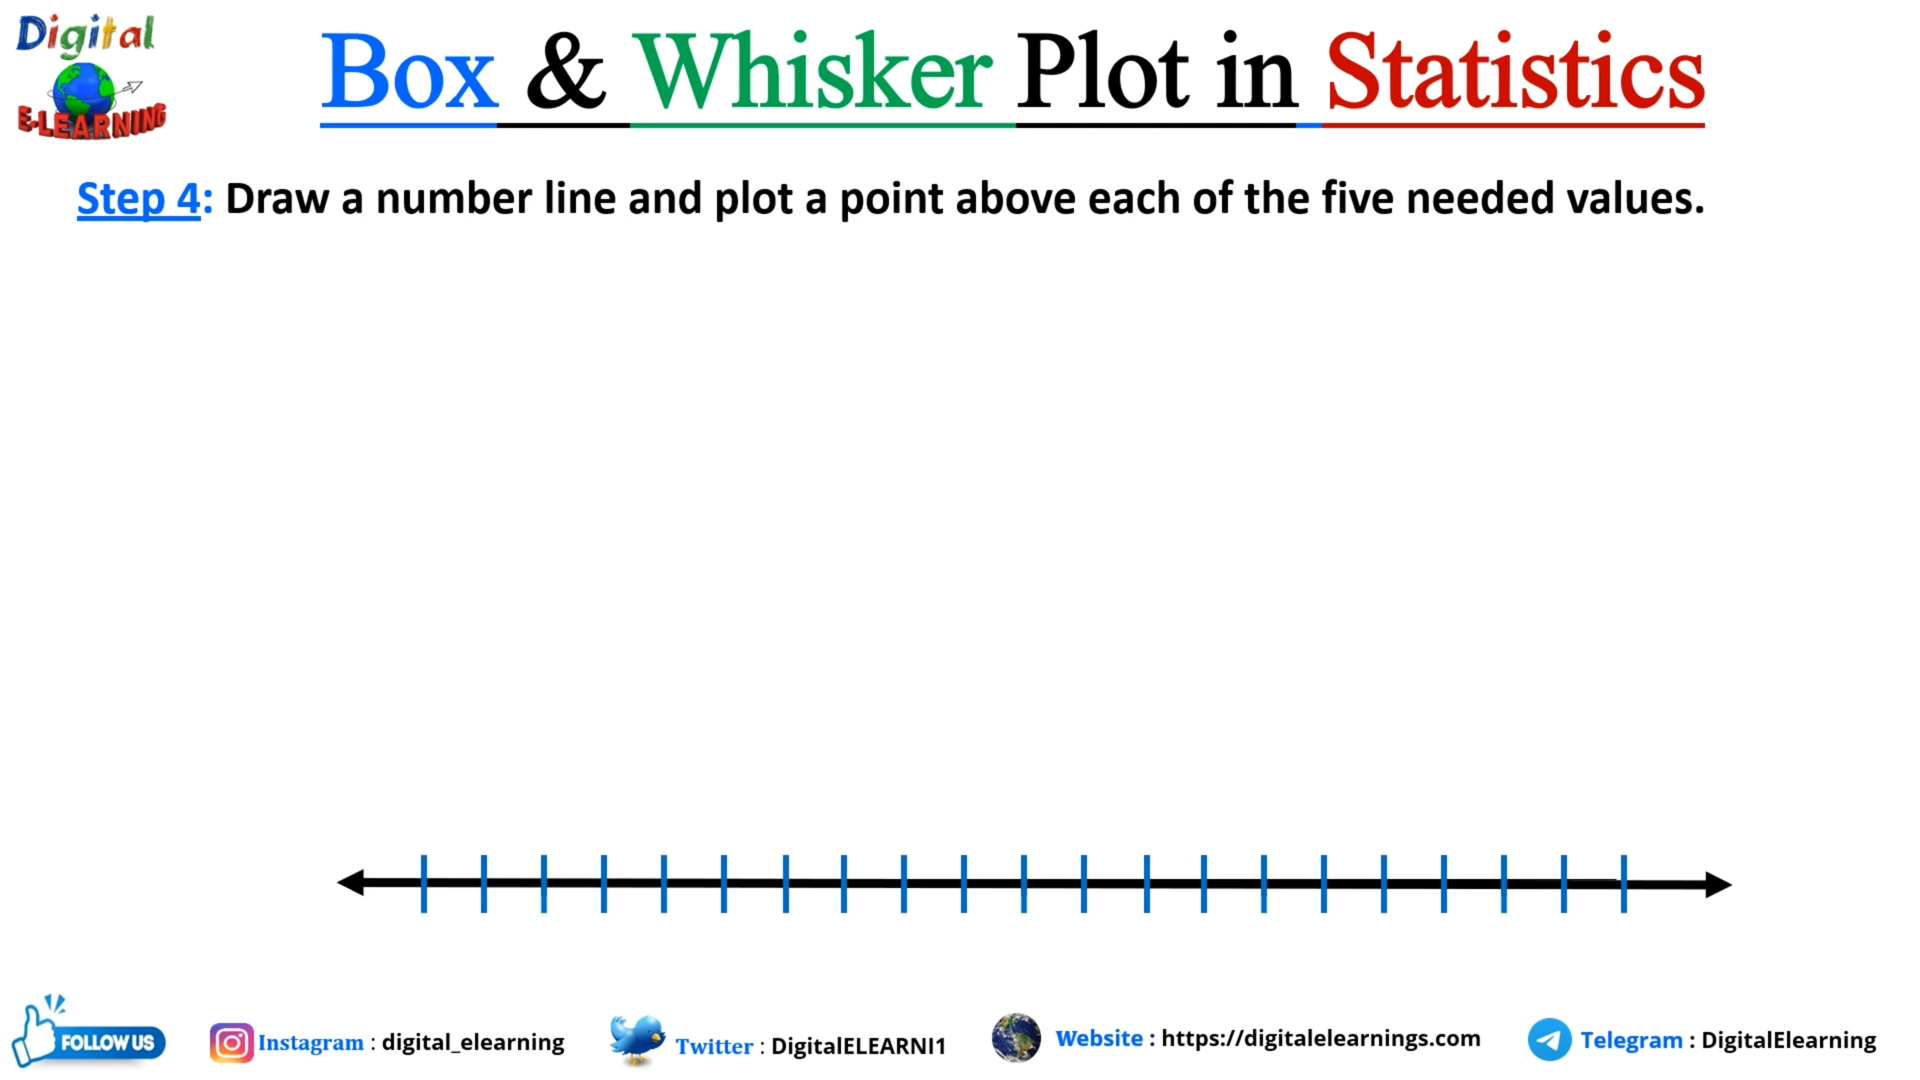 Digital
E-LEARNING
Box & Whisker Plot in Statistics
Step 4: Draw a number line and plot a point above each of the five needed values.
FOLLOW US
Instagram : digital_elearning
Twitter : DigitalELEARNI1
Website : https://digitalelearnings.com
Telegram : DigitalElearning